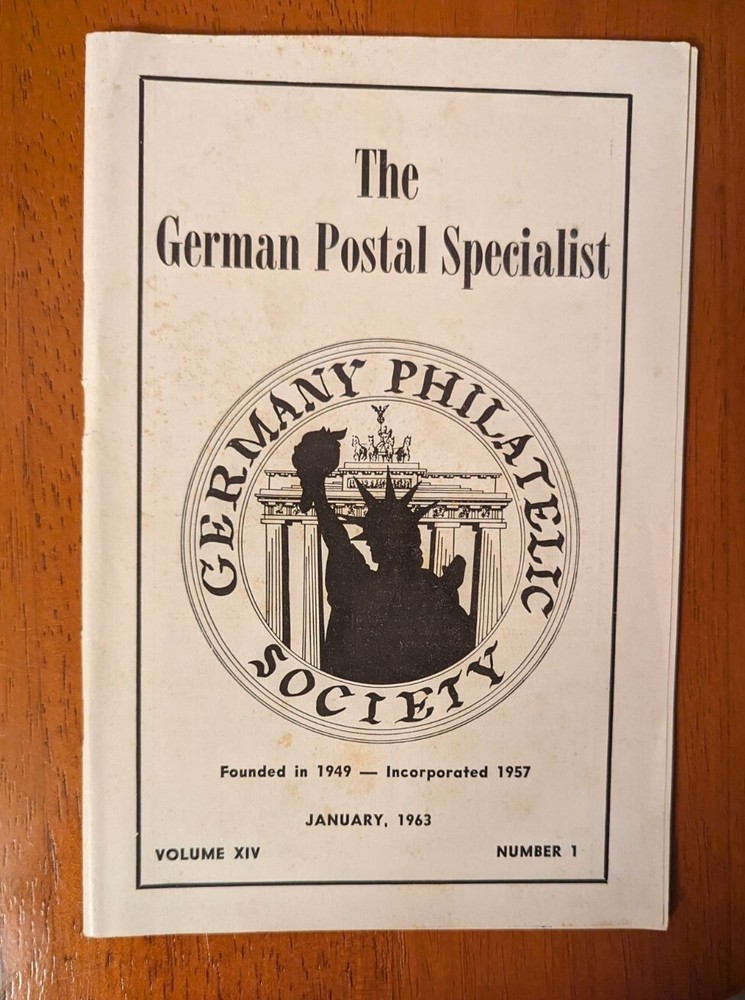 The
German Postal Specialist
GERMANY PHILATELIC
SOCIETY
Founded in 1949 — Incorporated 1957
JANUARY, 1963
VOLUME XIV
NUMBER 1